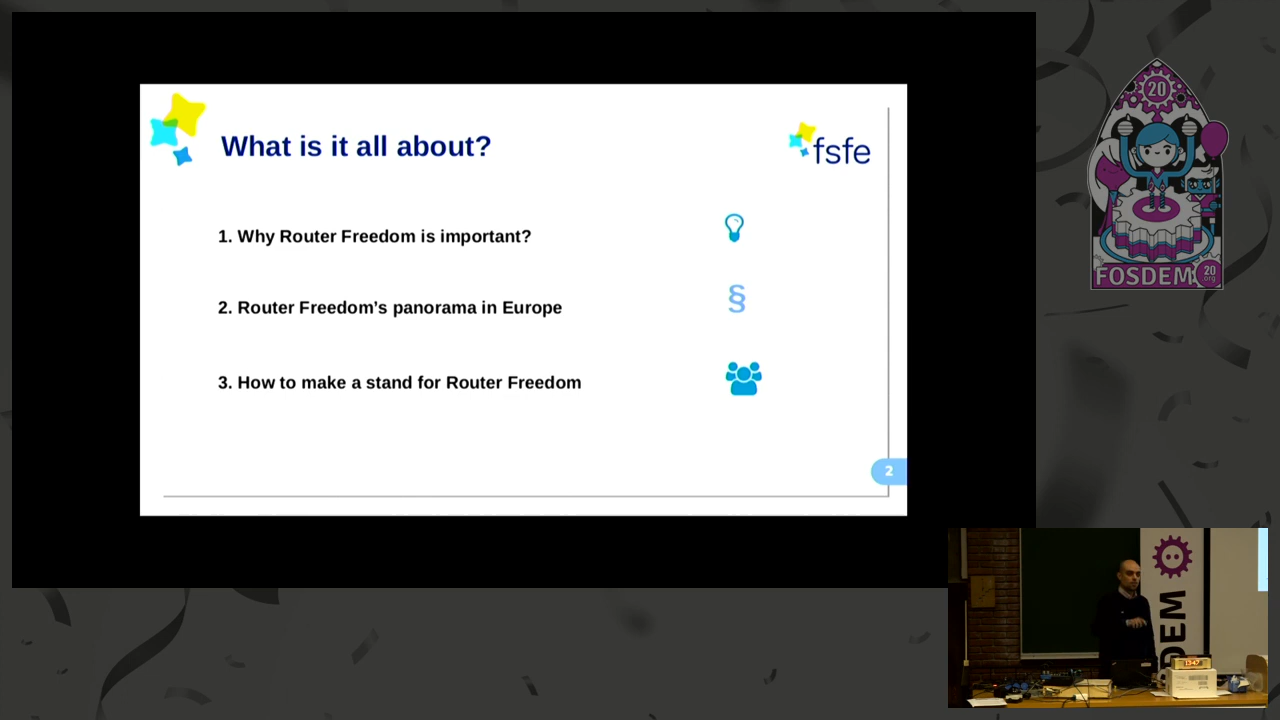 What is it all about?
fsfe
1. Why Router Freedom is important?
2. Router Freedom's panorama in Europe
§
3. How to make a stand for Router Freedom
2
20
FOSDEM
20
org
DEM